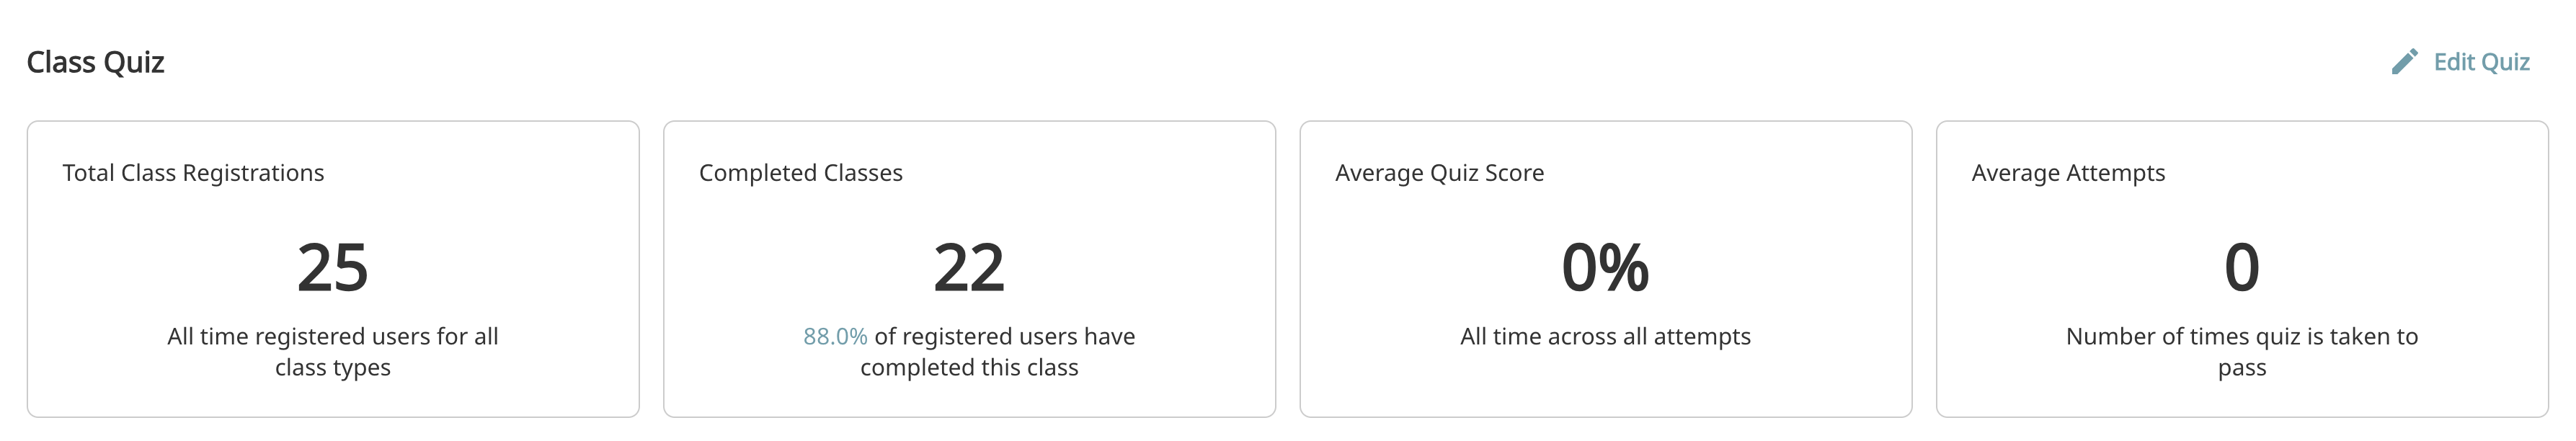 Class Quiz
Edit Quiz
Total Class Registrations
25
All time registered users for all
class types
Completed Classes
22
88.0% of registered users have
completed this class
Average Quiz Score
0%
All time across all attempts
Average Attempts
0
Number of times quiz is taken to
pass